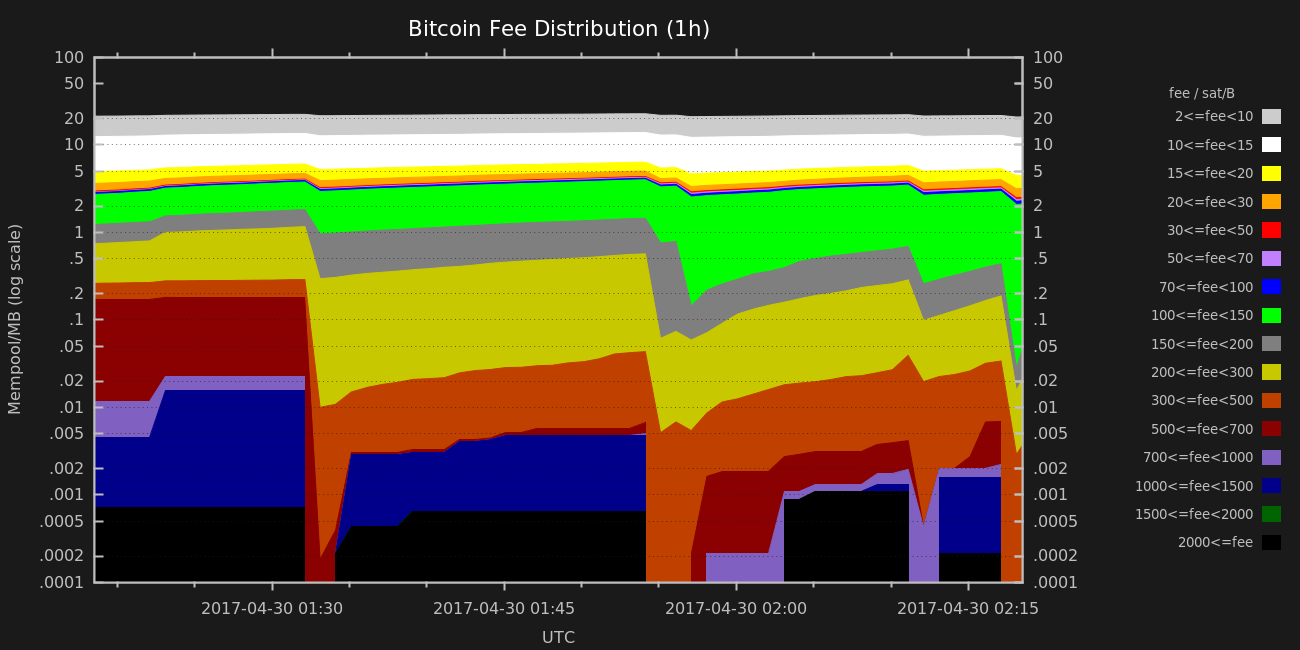 Bitcoin Fee Distribution (1h)
100
50
20
10
5
2
1
.5
.2
.1
.05
.02
.01
.005
.002
.001
.0005
.0002
.0001
Mempool/MB (log scale)
100
50
20
10
5
2
1
.5
.2
.1
.05
.02
.01
.005
.002
.001
.0005
.0002
.0001
2017-04-30 01:30
2017-04-30 01:45
2017-04-30 02:00
2017-04-30 02:15
UTC
fee / sat/B
2<=fee<10
10<=fee<15
15<=fee<20
20<=fee<30
30<=fee<50
50<=fee<70
70<=fee<100
100<=fee<150
150<=fee<200
200<=fee<300
300<=fee<500
500<=fee<700
700<=fee<1000
1000<=fee<1500
1500<=fee<2000
2000<=fee